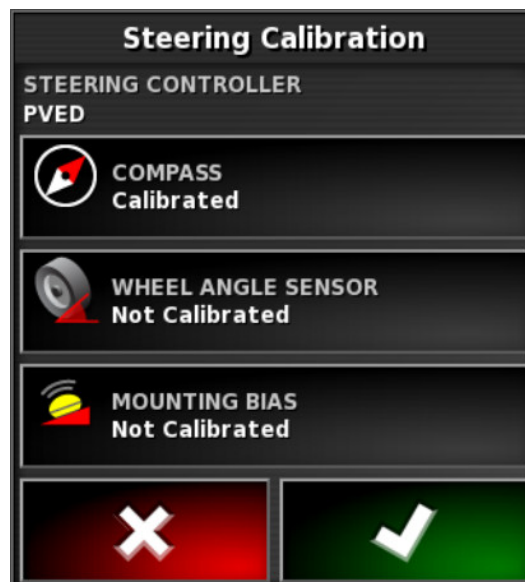 Steering Calibration
STEERING CONTROLLER
PVED
COMPASS
Calibrated
WHEEL ANGLE SENSOR
Not Calibrated
MOUNTING BIAS
Not Calibrated